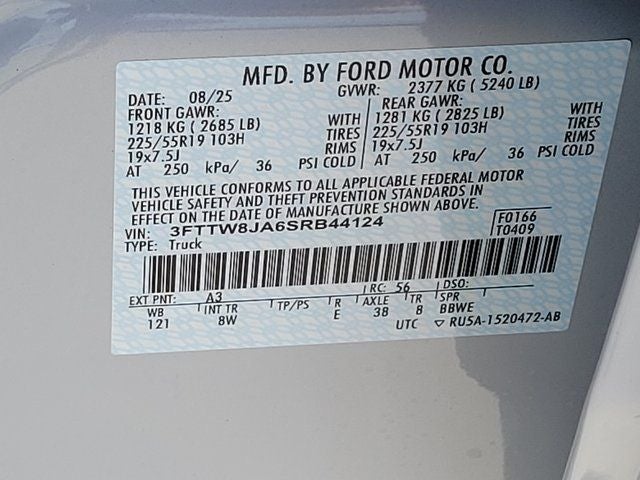 MFD. BY FORD MOTOR CO.
DATE: 08/25 GVWR: 2377 KG ( 5240 LB)
FRONT GAWR: REAR GAWR:
1218 KG ( 2685 LB) WITH 1281 KG ( 2825 LB) WITH
225/55R19 103H TIRES 225/55R19 103H TIRES
19x7.5J RIMS 19x7.5J RIMS
AT 250 kPa/ 36 PSI COLD AT 250 kPa/ 36 PSI COLD
THIS VEHICLE CONFORMS TO ALL APPLICABLE FEDERAL MOTOR
VEHICLE SAFETY AND THEFT PREVENTION STANDARDS IN
EFFECT ON THE DATE OF MANUFACTURE SHOWN ABOVE.
VIN: 3FTTW8JA6SRB44124 F0166
TYPE: Truck T0409
EXT PNT: A3 RC: 56 DSO:
WB INT TR TP/PS R AXLE TR SPR
121 8W E 38 8 BBWE
UTC ▽ RU5A-1520472-AB